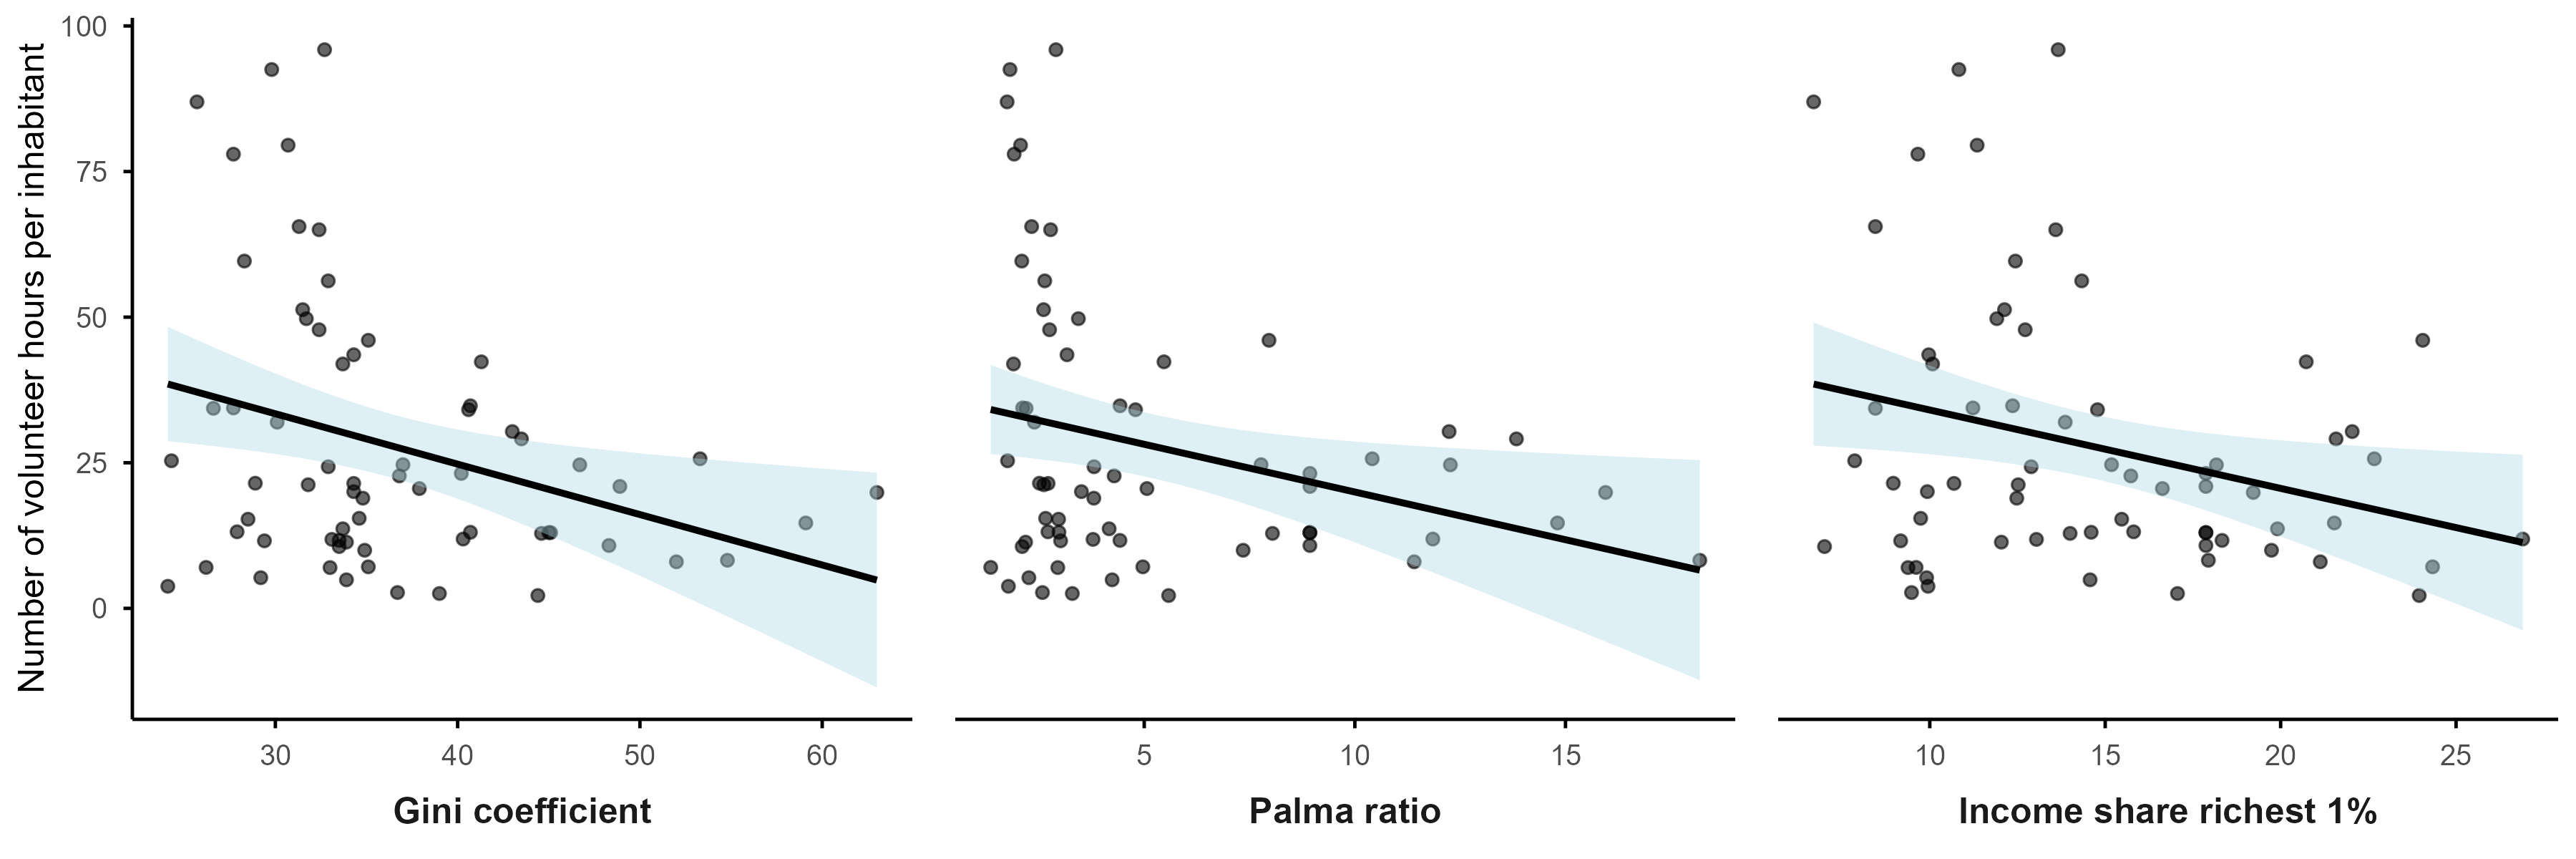 Number of volunteer hours per inhabitant
100
75
50
25
0
30 40 50 60
5 10 15
10 15 20 25
Gini coefficient
Palma ratio
Income share richest 1%